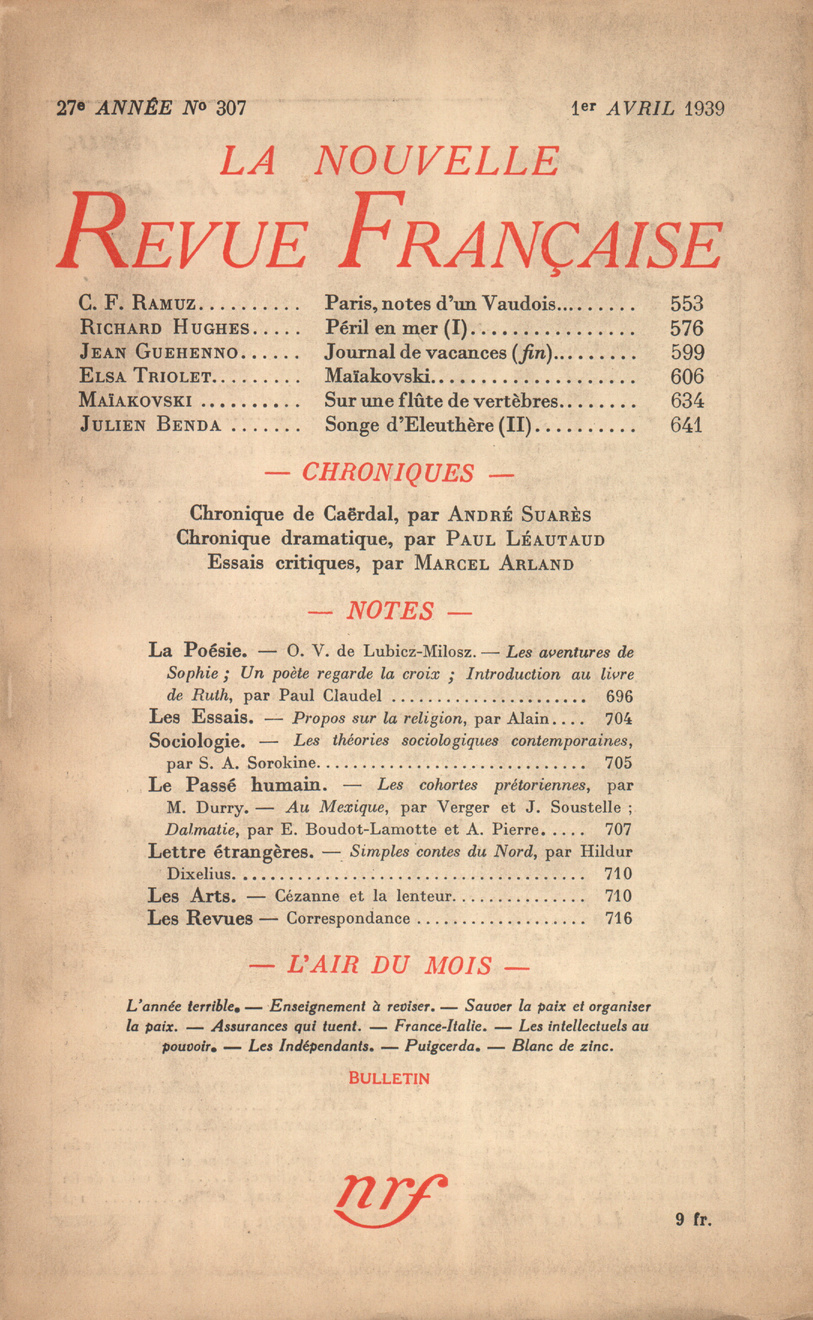 27e ANNÉE No 307 1er AVRIL 1939
LA NOUVELLE
REVUE FRANÇAISE
C. F. RAMUZ.......... Paris, notes d'un Vaudois......... 553
RICHARD HUGHES..... Péril en mer (I)................ 576
JEAN GUEHENNO...... Journal de vacances (fin)......... 599
ELSA TRIOLET......... Maïakovski.................... 606
MAÏAKOVSKI .......... Sur une flûte de vertèbres........ 634
JULIEN BENDA ....... Songe d'Eleuthère (II).......... 641
— CHRONIQUES —
Chronique de Caërdal, par ANDRÉ SUARÈS
Chronique dramatique, par PAUL LÉAUTAUD
Essais critiques, par MARCEL ARLAND
— NOTES —
La Poésie. — O. V. de Lubicz-Milosz. — Les aventures de
Sophie ; Un poète regarde la croix ; Introduction au livre
de Ruth, par Paul Claudel ...................... 696
Les Essais. — Propos sur la religion, par Alain.... 704
Sociologie. — Les théories sociologiques contemporaines,
par S. A. Sorokine.............................. 705
Le Passé humain. — Les cohortes prétoriennes, par
M. Durry. — Au Mexique, par Verger et J. Soustelle ;
Dalmatie, par E. Boudot-Lamotte et A. Pierre. .... 707
Lettre étrangères. — Simples contes du Nord, par Hildur
Dixelius. ...................................... 710
Les Arts. — Cézanne et la lenteur............... 710
Les Revues — Correspondance ................... 716
— L'AIR DU MOIS —
L'année terrible. — Enseignement à reviser. — Sauver la paix et organiser
la paix. — Assurances qui tuent. — France-Italie. — Les intellectuels au
pouvoir. — Les Indépendants. — Puigcerda. — Blanc de zinc.
BULLETIN
nrf
9 fr.